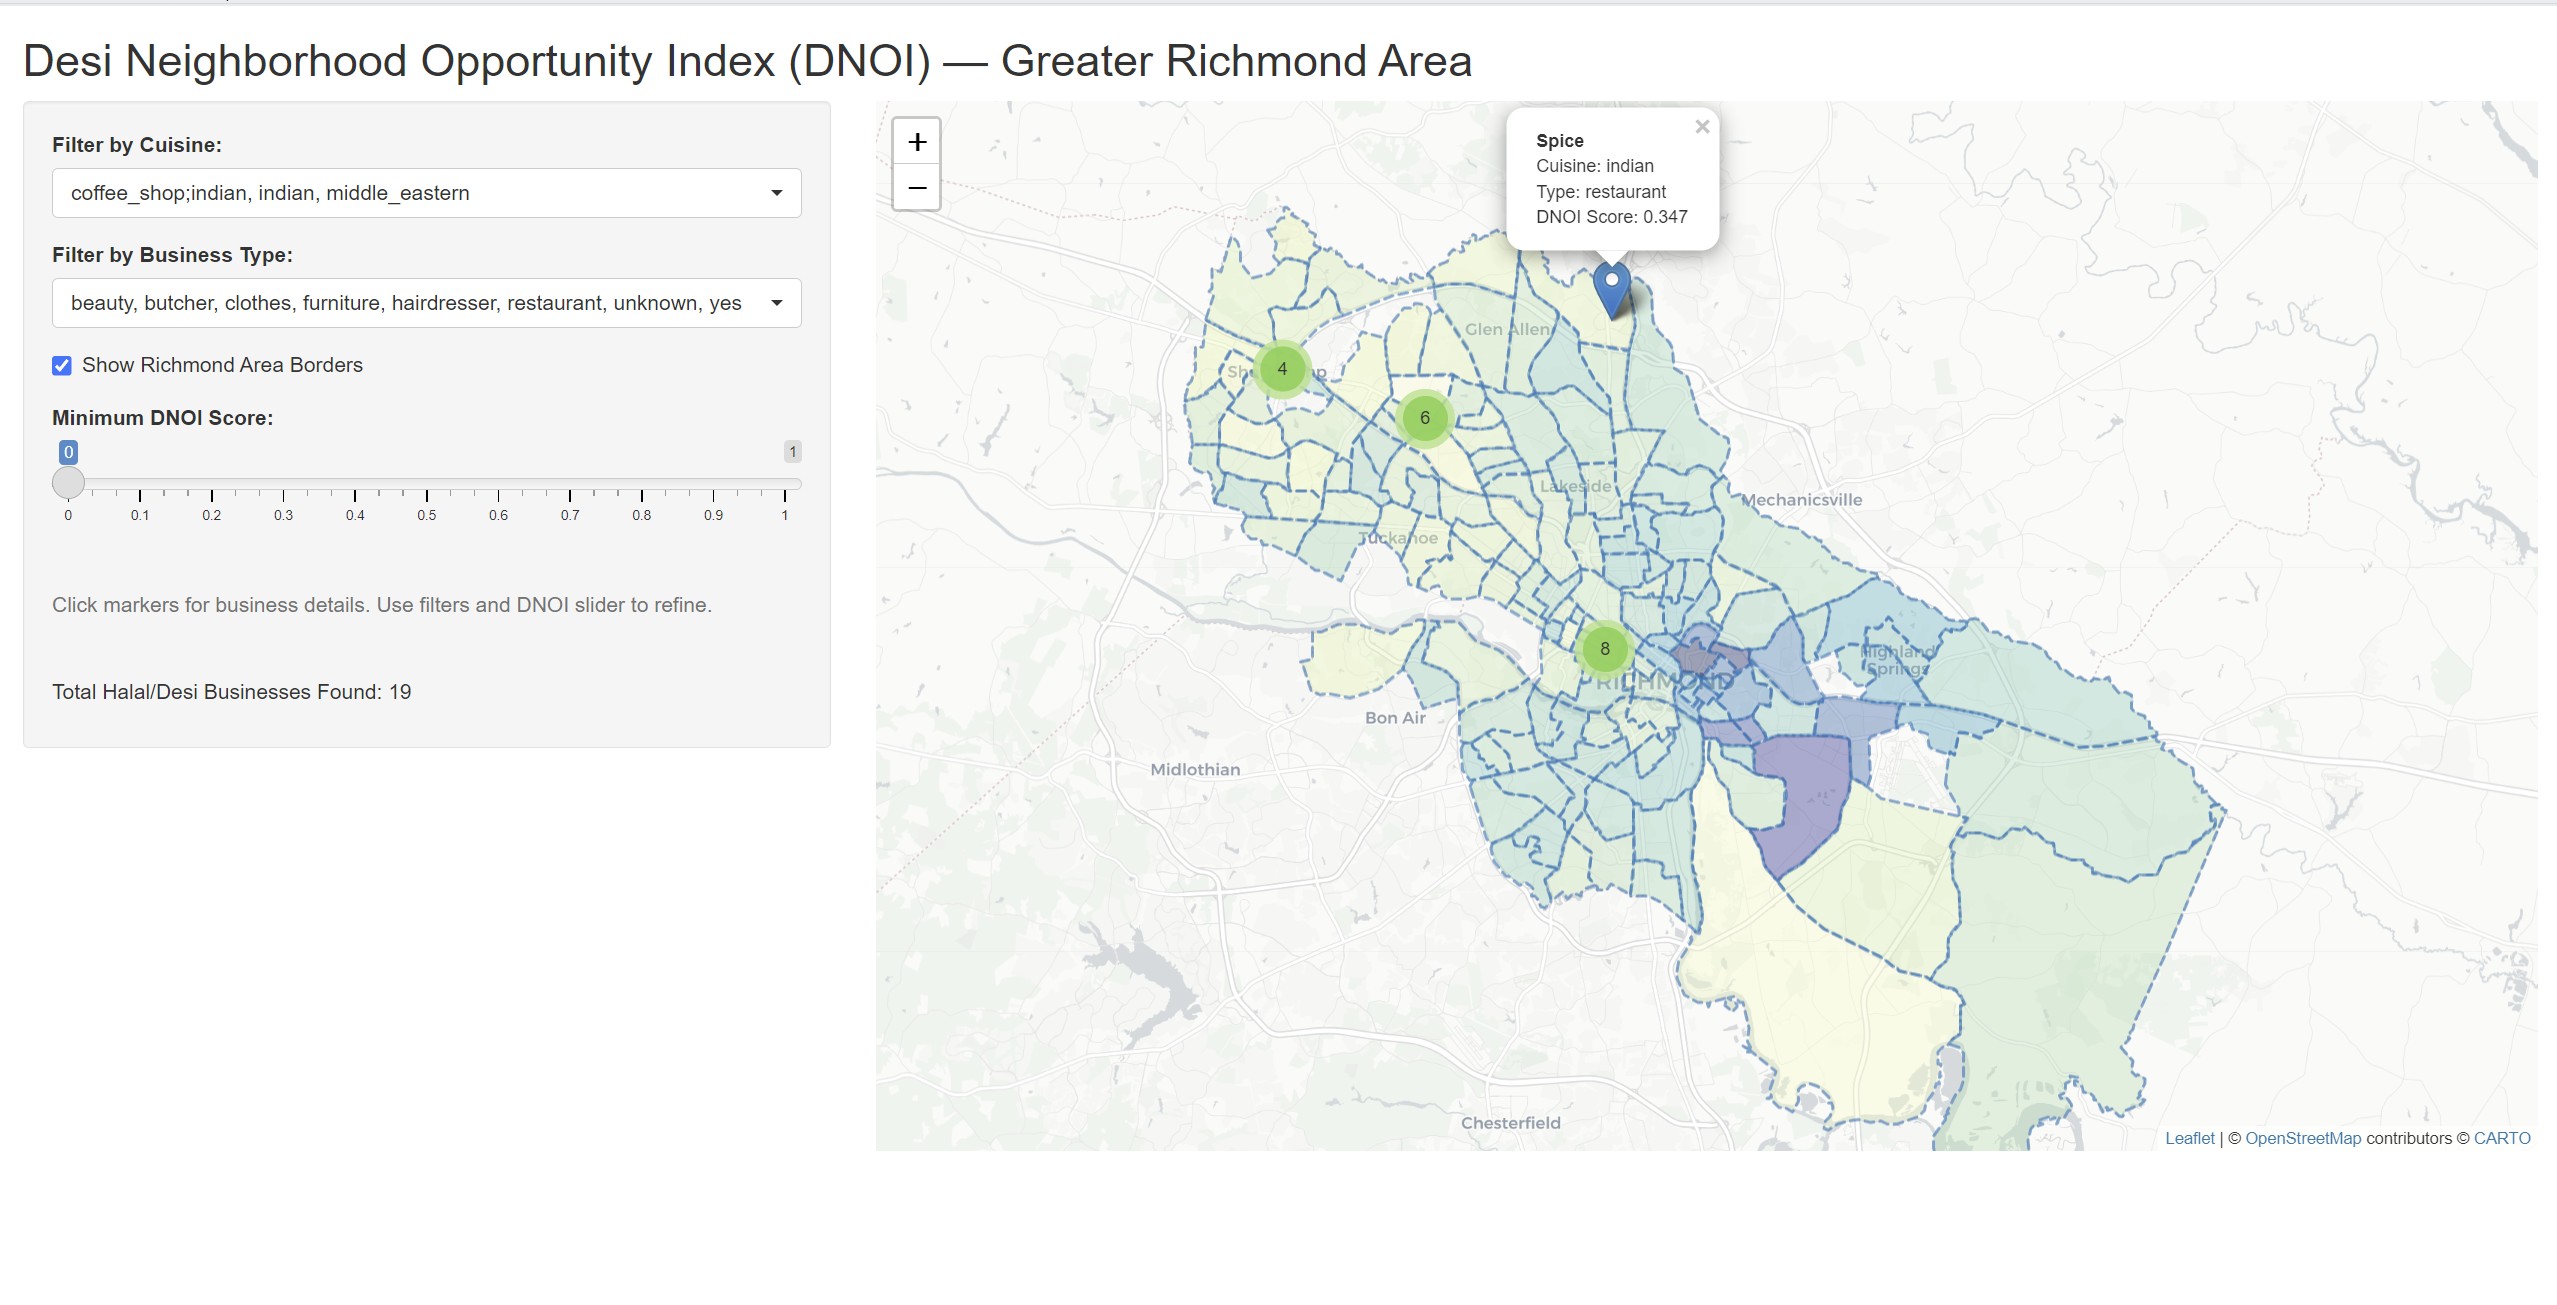 Desi Neighborhood Opportunity Index (DNOI) — Greater Richmond Area
Filter by Cuisine:
coffee_shop;indian, indian, middle_eastern
Filter by Business Type:
beauty, butcher, clothes, furniture, hairdresser, restaurant, unknown, yes
Show Richmond Area Borders
Minimum DNOI Score:
0 1
0 0.1 0.2 0.3 0.4 0.5 0.6 0.7 0.8 0.9 1
Click markers for business details. Use filters and DNOI slider to refine.
Total Halal/Desi Businesses Found: 19
+
−
Spice
×
Cuisine: indian
Type: restaurant
DNOI Score: 0.347
Glen Allen
4
6
Lakeside
Mechanicsville
Tuckahoe
8
Highland
Springs
RICHMOND
Bon Air
Midlothian
Chesterfield
Leaflet | © OpenStreetMap contributors © CARTO